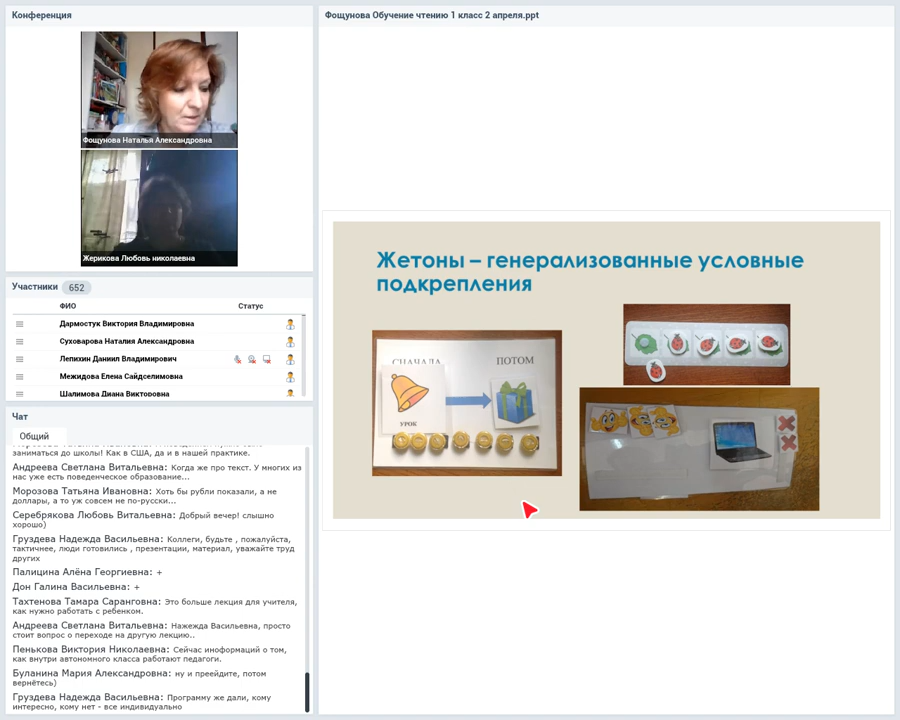 Конференция
Фощунова Наталья Александровна
Жерикова Любовь николаевна
Участники 652
ФИО Статус
Дармостук Виктория Владимировна
Суховарова Наталия Александровна
Лепихин Даниил Владимирович
Межидова Елена Сайдселимовна
Шалимова Диана Викторовна
Чат
Общий
заниматься до школы! Как в США, да и в нашей практике.
Андреева Светлана Витальевна: Когда же про текст. У многих из
нас уже есть поведенческое образование...
Морозова Татьяна Ивановна: Хоть бы рубли показали, а не
доллары, а то уж совсем не по-русски...
Серебрякова Любовь Витальевна: Добрый вечер! слышно
хорошо)
Груздева Надежда Васильевна: Коллеги, будьте , пожалуйста,
тактичнее, люди готовились , презентации, материал, уважайте труд
других
Палицина Алёна Георгиевна: +
Дон Галина Васильевна: +
Тахтенова Тамара Саранговна: Это больше лекция для учителя,
как нужно работать с ребенком.
Андреева Светлана Витальевна: Нажежда Васильевна, просто
стоит вопрос о переходе на другую лекцию..
Пенькова Виктория Николаевна: Сейчас иноформаций о том,
как внутри автономного класса работают педагоги.
Буланина Мария Александровна: ну и преейдите, потом
вернётесь)
Груздева Надежда Васильевна: Программу же дали, кому
интересно, кому нет - все индивидуально
Фощунова Обучение чтению 1 класс 2 апреля.ppt
Жетоны – генерализованные условные
подкрепления
СНАЧАЛА ПОТОМ
УРОК